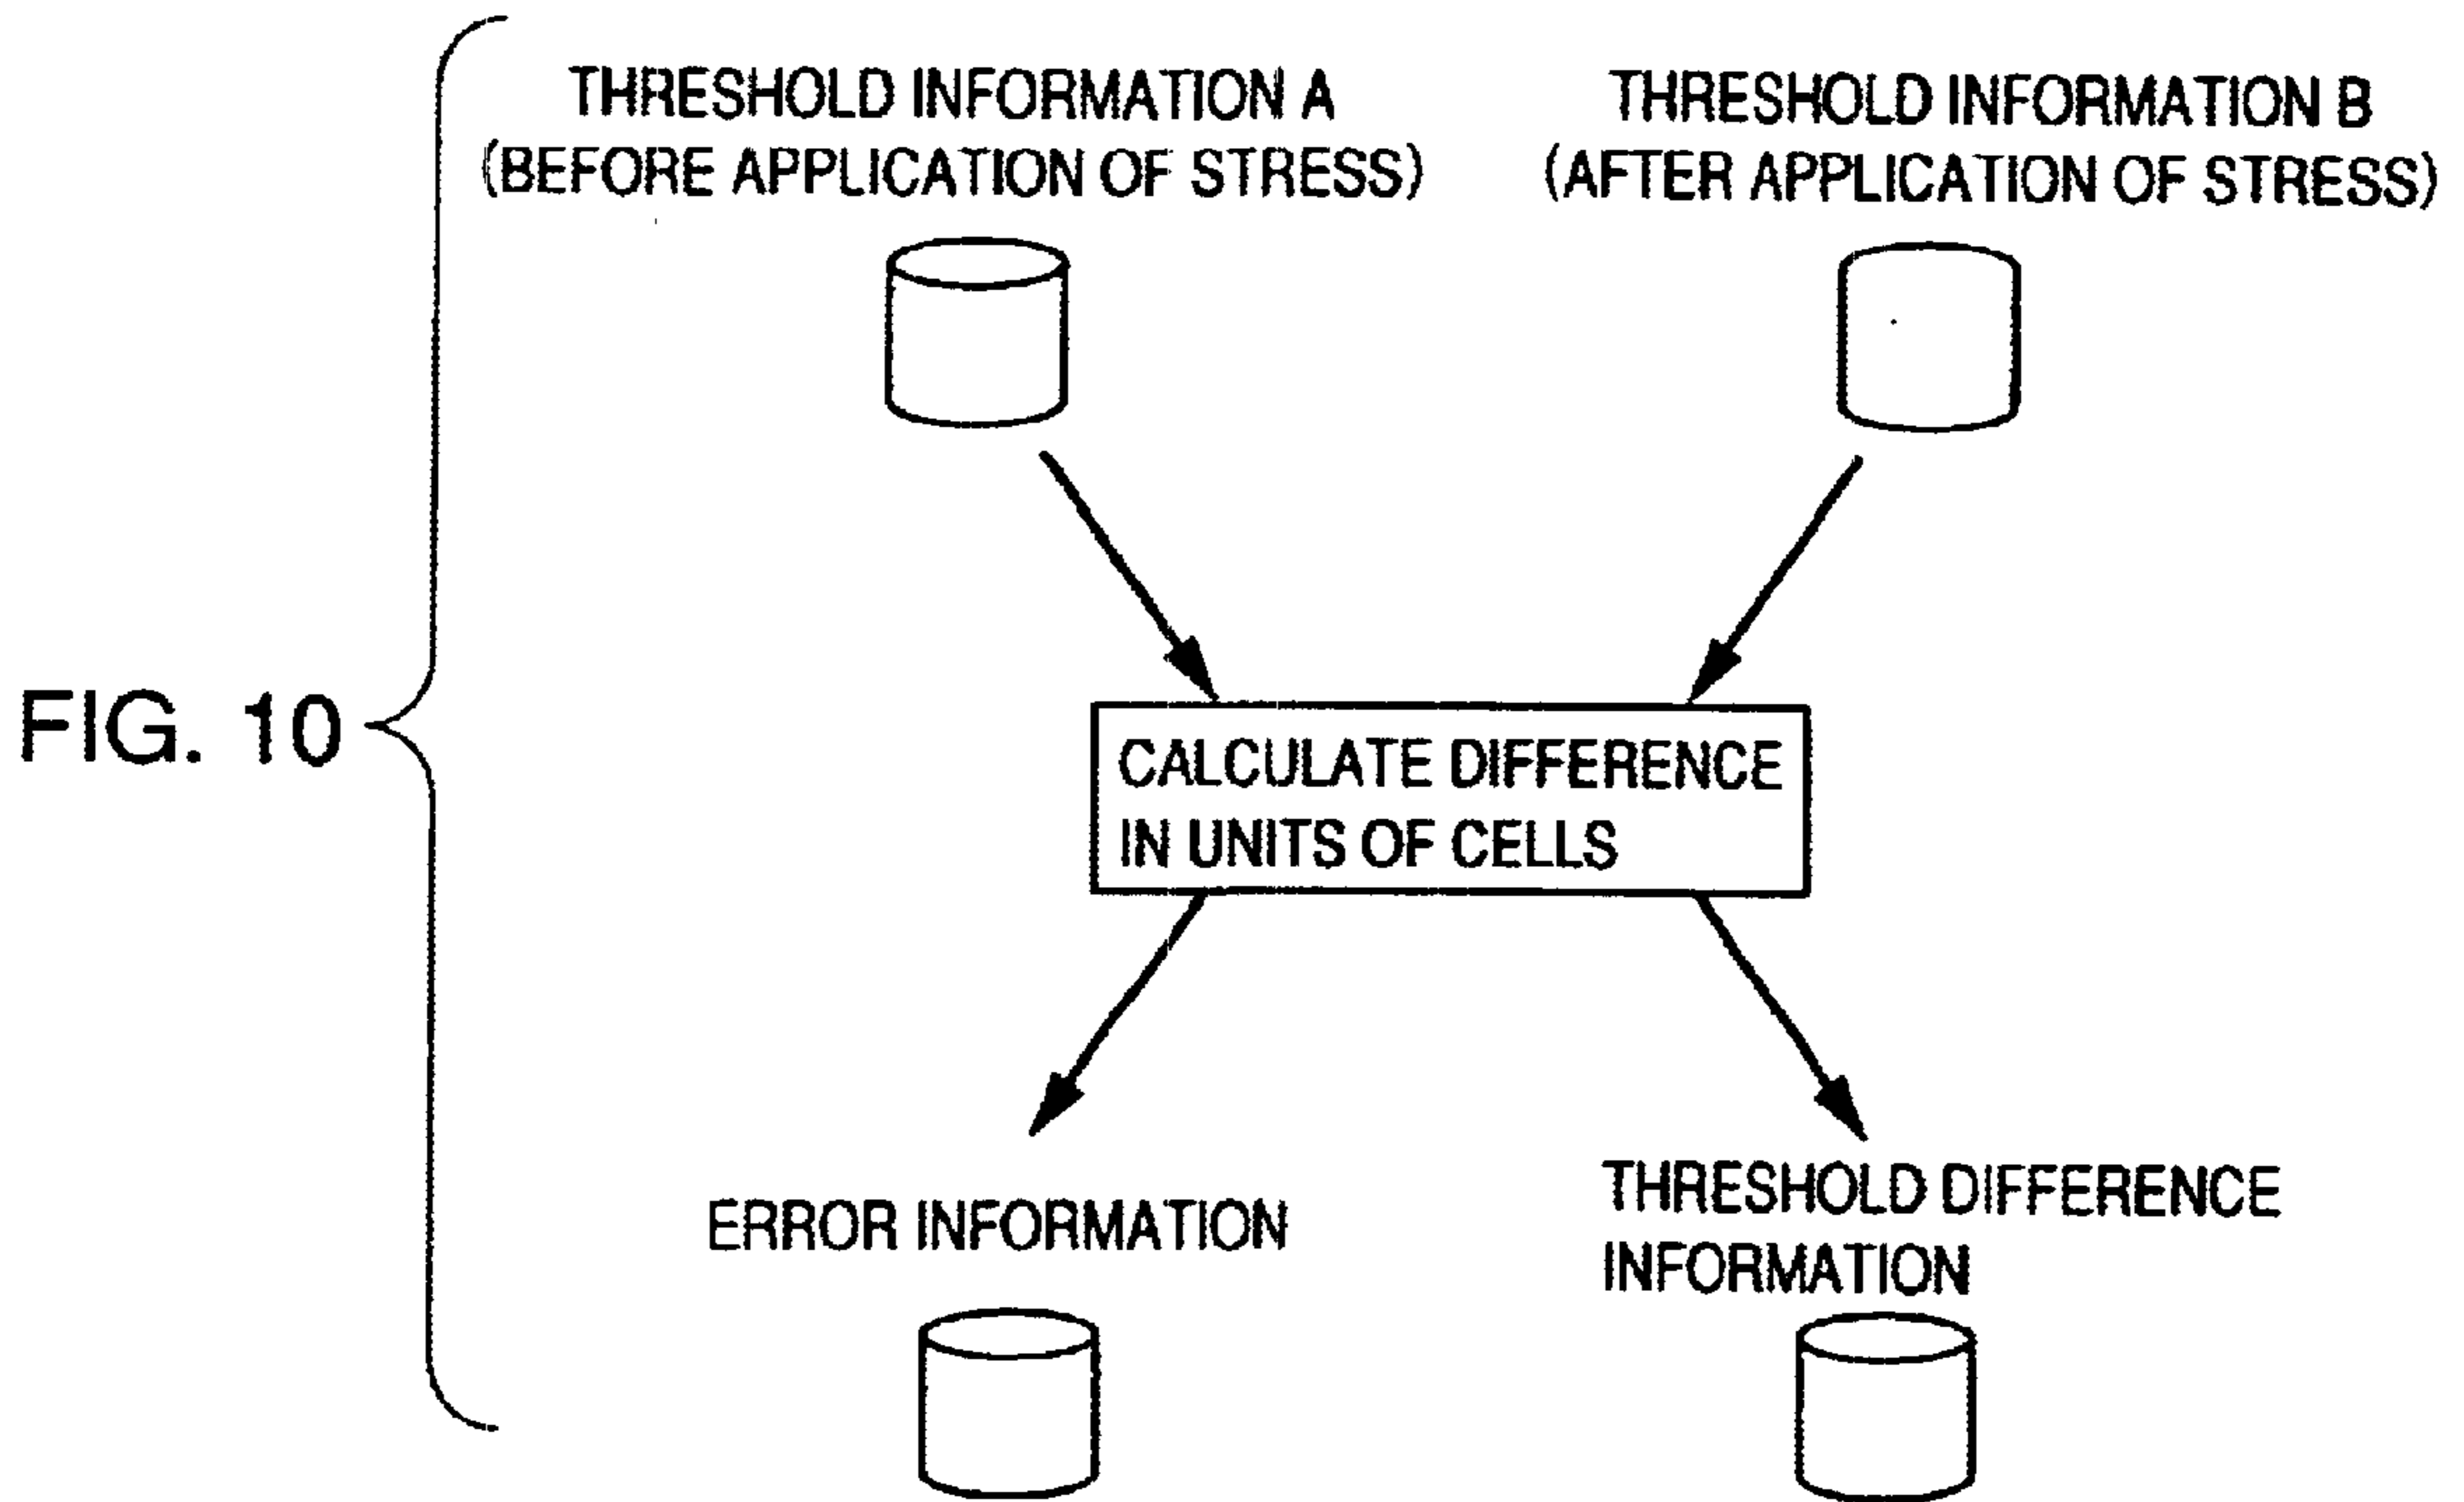 THRESHOLD INFORMATION A
(BEFORE APPLICATION OF STRESS)
THRESHOLD INFORMATION B
(AFTER APPLICATION OF STRESS)
FIG. 10
CALCULATE DIFFERENCE
IN UNITS OF CELLS
ERROR INFORMATION
THRESHOLD DIFFERENCE
INFORMATION